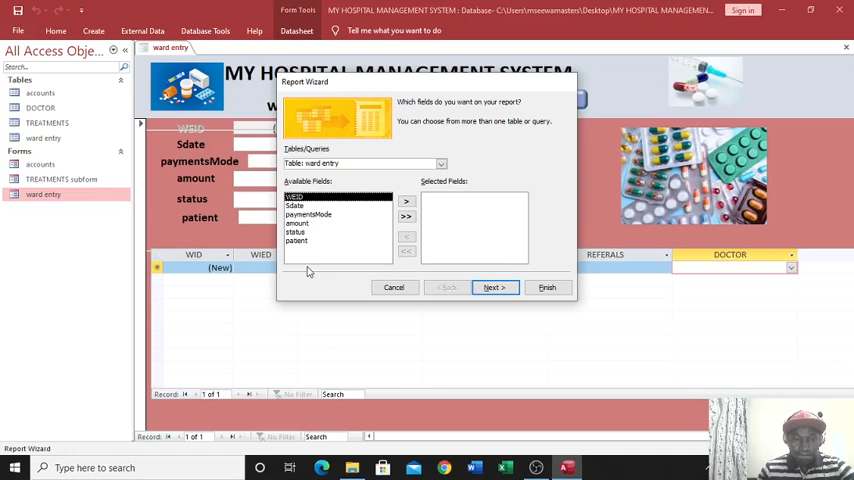 Form Tools
MY HOSPITAL MANAGEMENT SYSTEM : Database- C:\Users\mseewamasters\Desktop\MY HOSPITAL MANAGEMEN...
Sign in
File
Home
Create
External Data
Database Tools
Help
Datasheet
Tell me what you want to do
All Access Obje...
Search...
Tables
accounts
DOCTOR
TREATMENTS
ward entry
Forms
accounts
TREATMENTS subform
ward entry
ward entry
MY HOSPITAL MANAGEMENT SYSTEM
WEID
Sdate
paymentsMode
amount
status
patient
Report Wizard
Which fields do you want on your report?
You can choose from more than one table or query.
Tables/Queries
Table: ward entry
Available Fields:
Selected Fields:
WEID
Sdate
paymentsMode
amount
status
patient
>
>>
<
<<
Cancel
< Back
Next >
Finish
WID
WIED
REFERALS
DOCTOR
(New)
Record:
1 of 1
No Filter
Search
Record:
1 of 1
No Filter
Search
Report Wizard
Type here to search